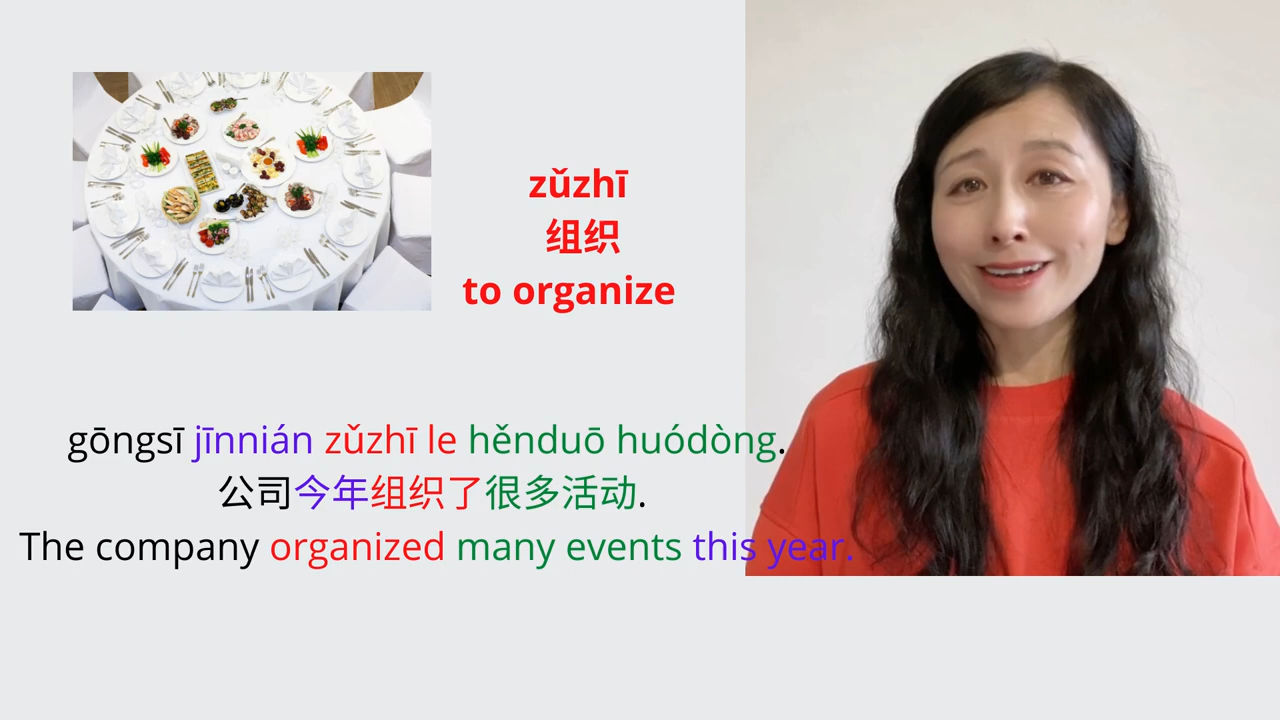 zǔzhī
组织
to organize
gōngsī jīnnián zǔzhī le hěnduō huódòng.
公司今年组织了很多活动.
The company organized many events this year.